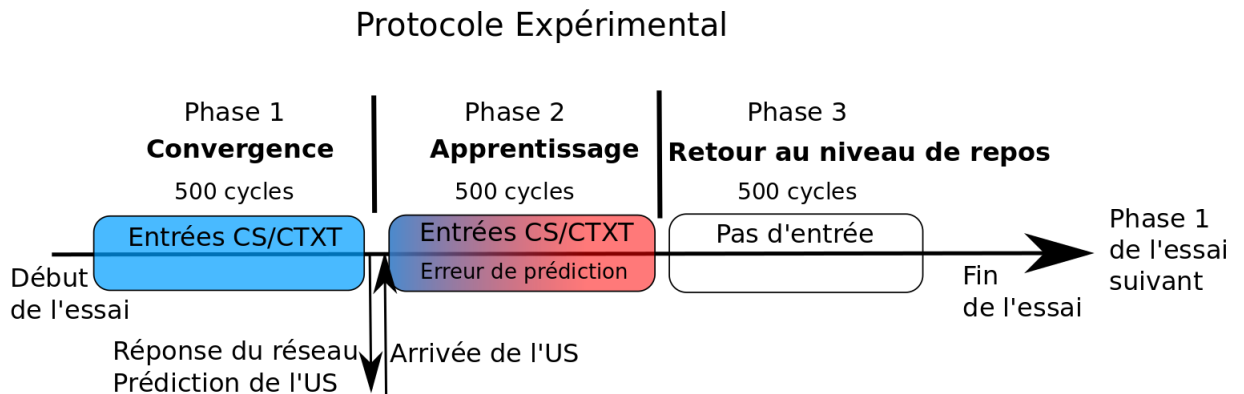 Protocole Expérimental
Phase 1
Convergence
500 cycles
Entrées CS/CTXT
Phase 2
Apprentissage
500 cycles
Entrées CS/CTXT
Erreur de prédiction
Phase 3
Retour au niveau de repos
500 cycles
Pas d'entrée
Début
de l'essai
Réponse du réseau
Prédiction de l'US
Arrivée de l'US
Fin
de l'essai
Phase 1
de l'essai
suivant